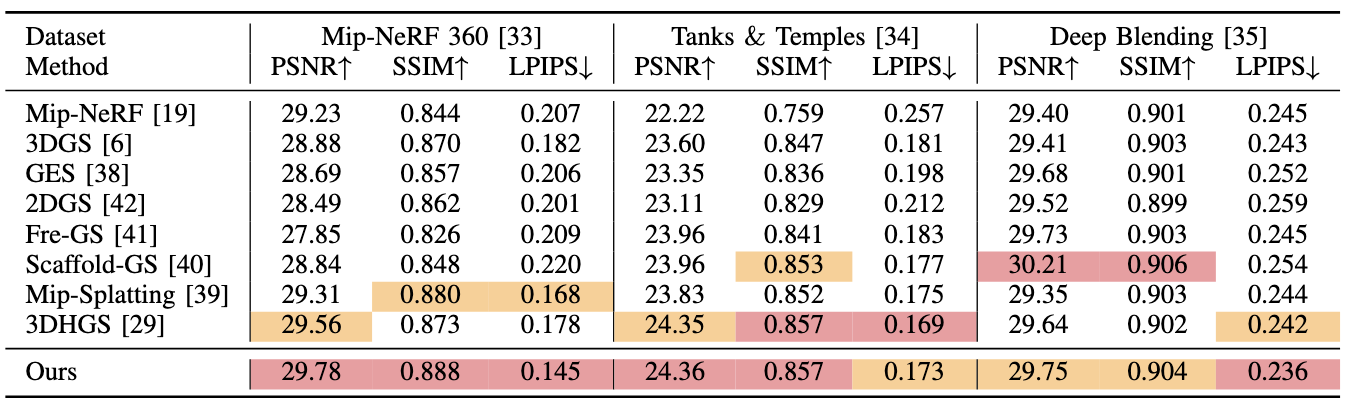 Dataset Mip-NeRF 360 [33] Tanks & Temples [34] Deep Blending [35]
Method PSNR↑ SSIM↑ LPIPS↓ PSNR↑ SSIM↑ LPIPS↓ PSNR↑ SSIM↑ LPIPS↓
Mip-NeRF [19] 29.23 0.844 0.207 22.22 0.759 0.257 29.40 0.901 0.245
3DGS [6] 28.88 0.870 0.182 23.60 0.847 0.181 29.41 0.903 0.243
GES [38] 28.69 0.857 0.206 23.35 0.836 0.198 29.68 0.901 0.252
2DGS [42] 28.49 0.862 0.201 23.11 0.829 0.212 29.52 0.899 0.259
Fre-GS [41] 27.85 0.826 0.209 23.96 0.841 0.183 29.73 0.903 0.245
Scaffold-GS [40] 28.84 0.848 0.220 23.96 0.853 0.177 30.21 0.906 0.254
Mip-Splatting [39] 29.31 0.880 0.168 23.83 0.852 0.175 29.35 0.903 0.244
3DHGS [29] 29.56 0.873 0.178 24.35 0.857 0.169 29.64 0.902 0.242
Ours 29.78 0.888 0.145 24.36 0.857 0.173 29.75 0.904 0.236